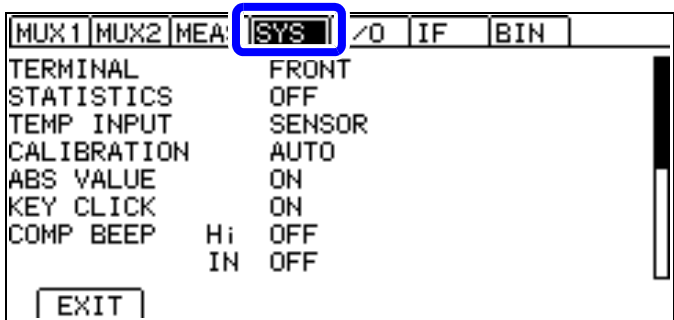 MUX1 MUX2 MEAS SYS I/O IF BIN
TERMINAL FRONT
STATISTICS OFF
TEMP INPUT SENSOR
CALIBRATION AUTO
ABS VALUE ON
KEY CLICK ON
COMP BEEP Hi OFF
IN OFF
EXIT